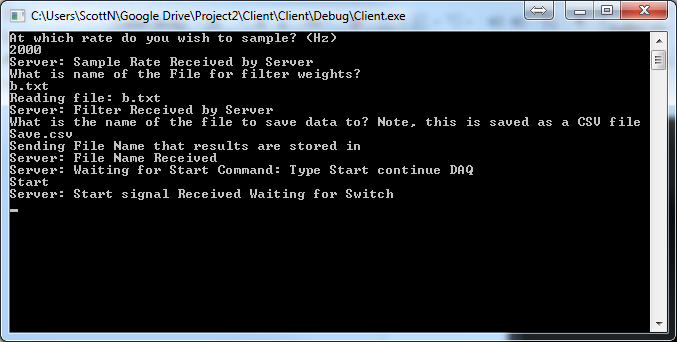 C:\Users\ScottN\Google Drive\Project2\Client\Client\Debug\Client.exe
At which rate do you wish to sample? (Hz)
2000
Server: Sample Rate Received by Server
What is name of the File for filter weights?
b.txt
Reading file: b.txt
Server: Filter Received by Server
What is the name of the file to save data to? Note, this is saved as a CSV file
Save.csv
Sending File Name that results are stored in
Server: File Name Received
Server: Waiting for Start Command: Type Start continue DAQ
Start
Server: Start signal Received Waiting for Switch